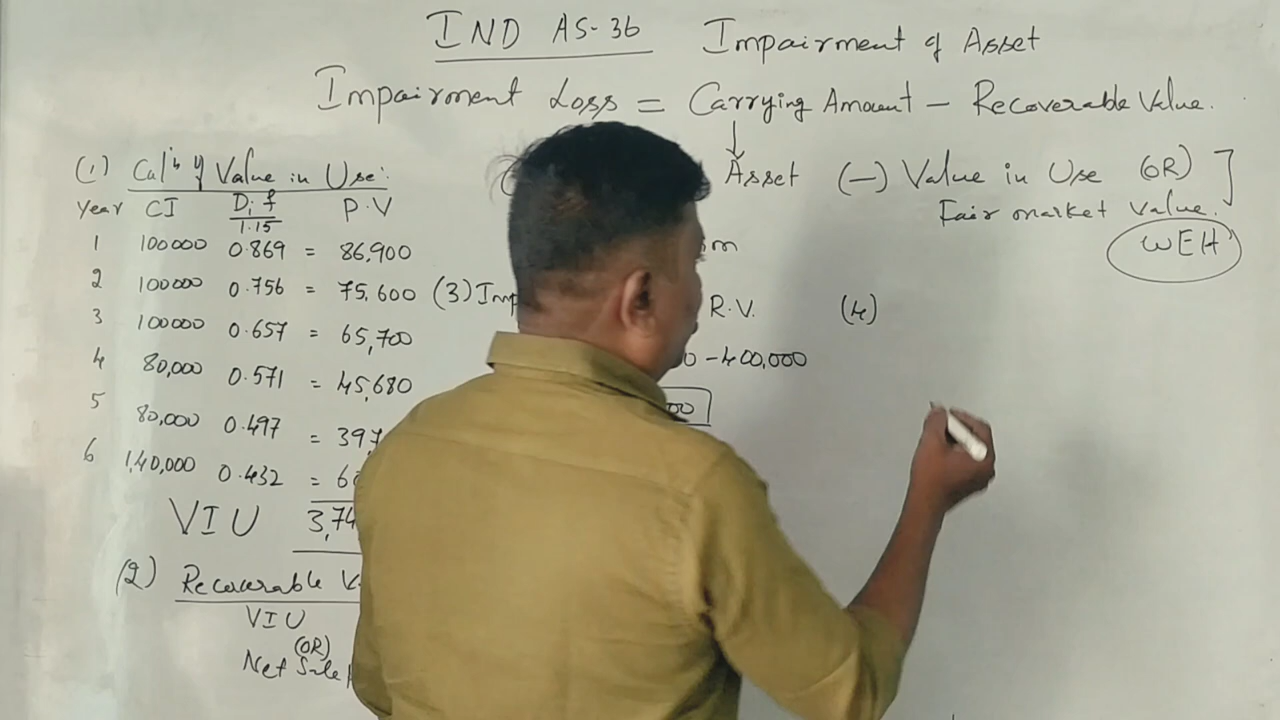 IND AS-36 Impairment of Asset
Impairment Loss = Carrying Amount - Recoverable Value.
Asset (-) Value in Use (OR)
Fair market value.
WEH
(1) Calⁿ of Value in Use:
Year CI D.f P.V
1.15
1 100000 0.869 = 86,900
2 100000 0.756 = 75,600
3 100000 0.657 = 65,700
4 80,000 0.571 = 45,680
5 80,000 0.497 = 39,7
6 1,40,000 0.432 = 6
VIU 3,74
(2) Recoverable V
VIU
(OR)
Net Sale
(3) Imp R.V.
0 - 400,000
00
(4)